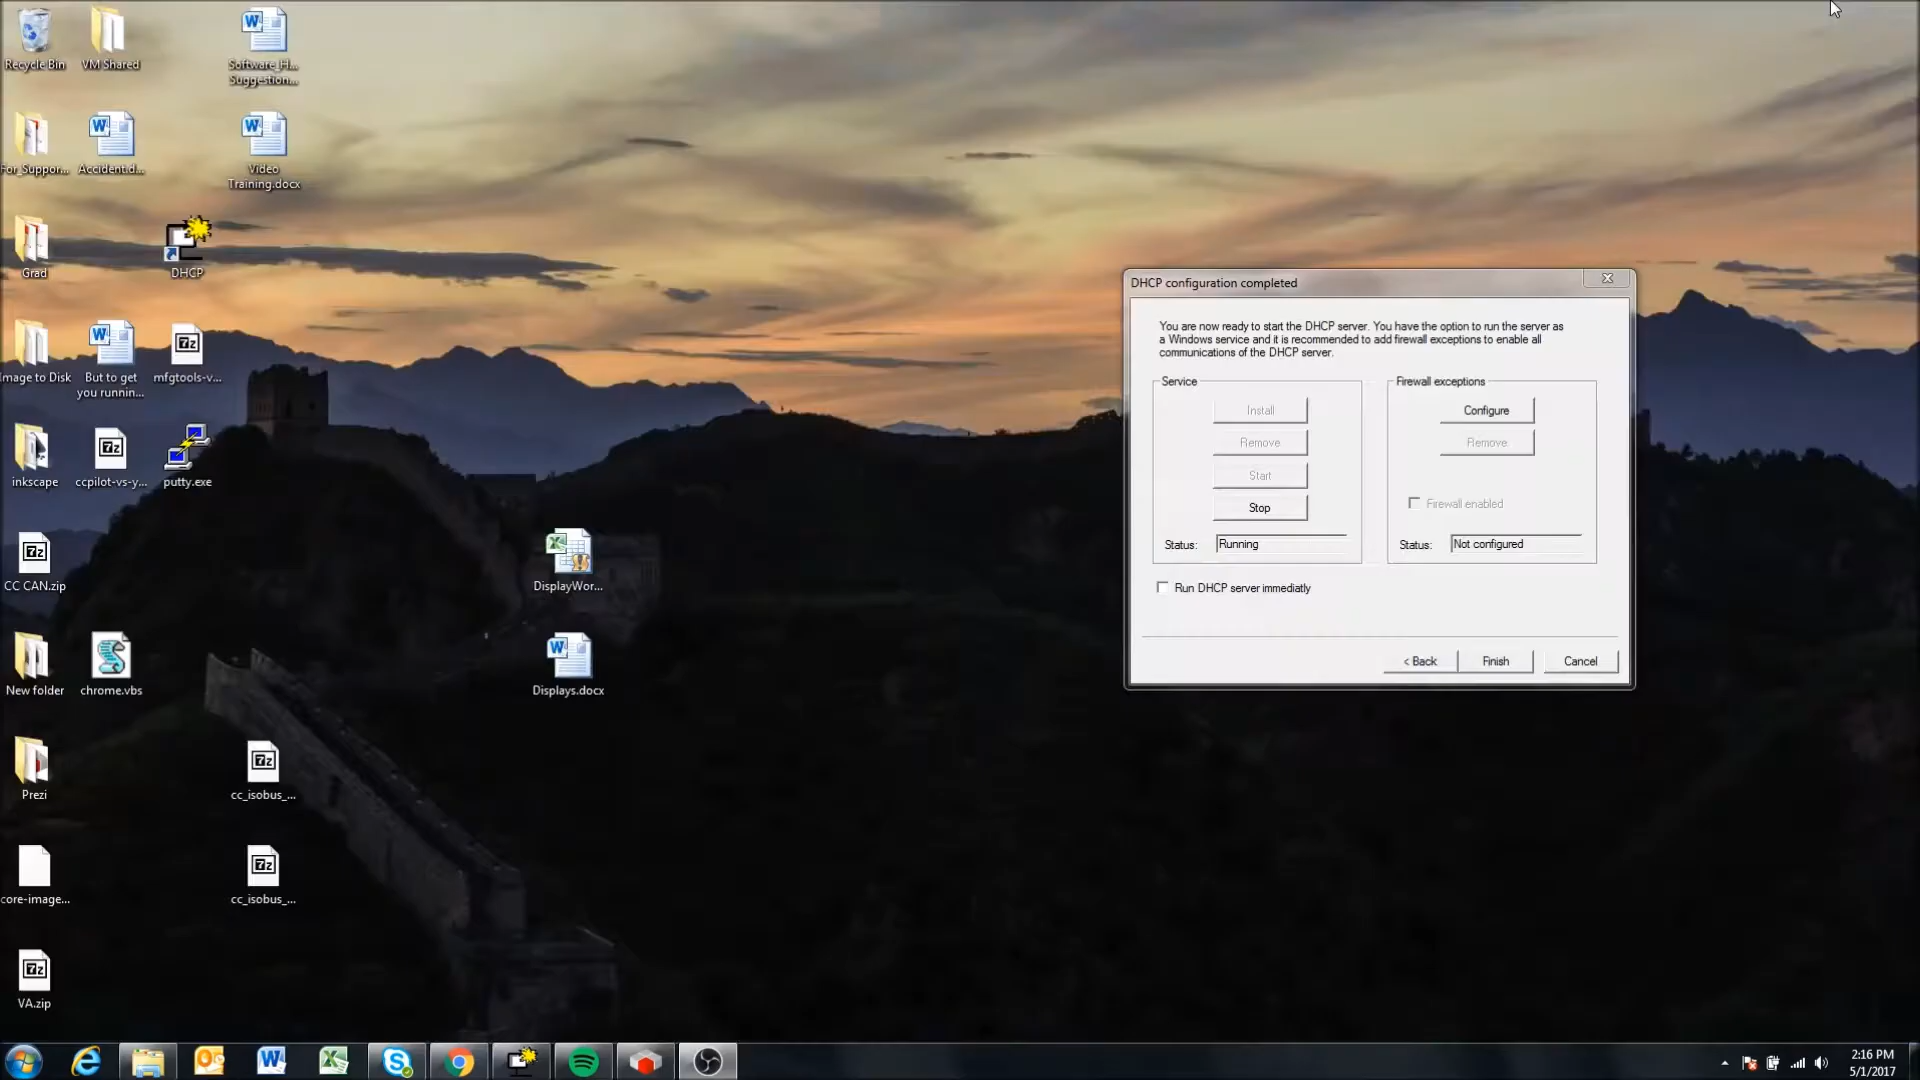 Recycle Bin
VM Shared
Software_H...
Suggestion...
For_Suppor...
Accident.d...
Video
Training.docx
Grad
DHCP
Image to Disk
But to get
you runnin...
mfgtools-v...
inkscape
ccpilot-vs-y...
putty.exe
CC CAN.zip
DisplayWor...
New folder
chrome.vbs
Displays.docx
Prezi
cc_isobus_...
core-image...
cc_isobus_...
VA.zip
DHCP configuration completed
You are now ready to start the DHCP server. You have the option to run the server as
a Windows service and it is recommended to add firewall exceptions to enable all
communications of the DHCP server.
Service
Install
Remove
Start
Stop
Status: Running
Firewall exceptions
Configure
Remove
Firewall enabled
Status: Not configured
Run DHCP server immediatly
< Back
Finish
Cancel
2:16 PM
5/1/2017